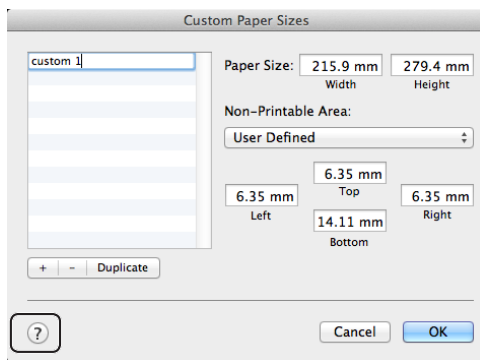 Custom Paper Sizes
custom 1
Paper Size: 215.9 mm 279.4 mm
Width Height
Non-Printable Area:
User Defined
6.35 mm
Top
6.35 mm 6.35 mm
Left Right
14.11 mm
Bottom
+ - Duplicate
? Cancel OK